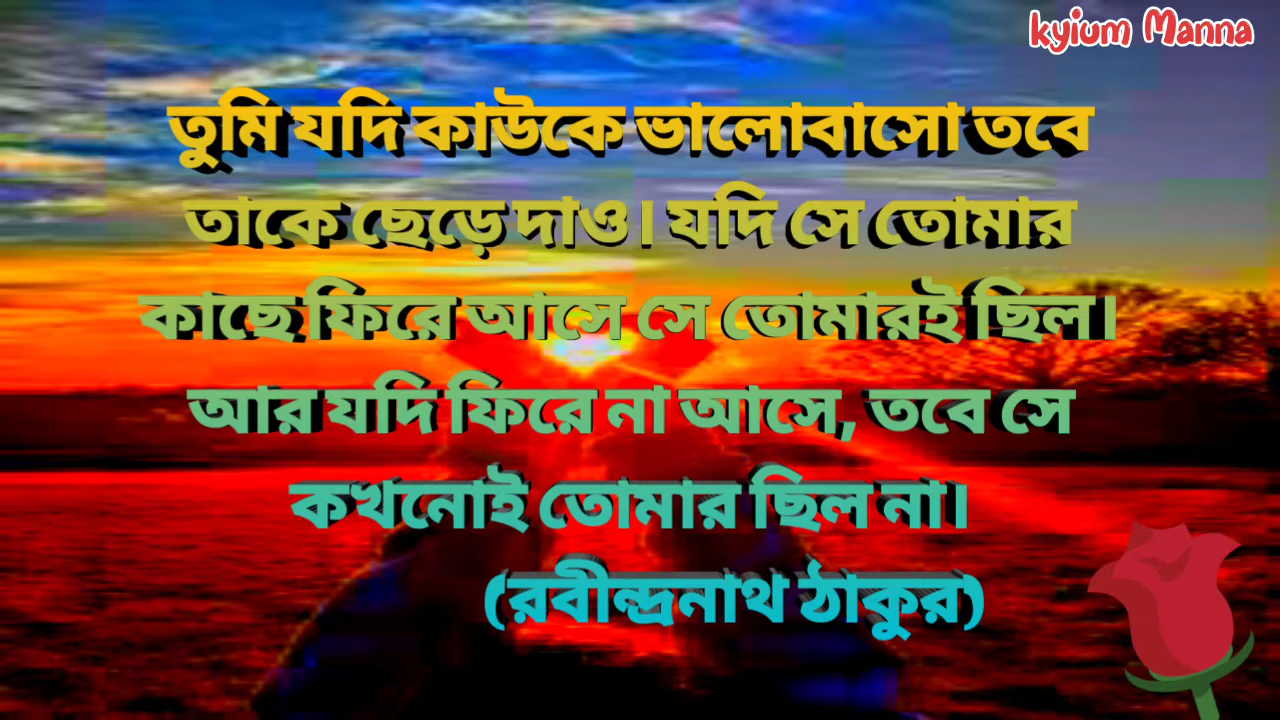 kyium Manna
তুমি যদি কাউকে ভালোবাসো তবে
তাকে ছেড়ে দাও। যদি সে তোমার
কাছে ফিরে আসে সে তোমারই ছিল।
আর যদি ফিরে না আসে, তবে সে
কখনোই তোমার ছিল না।
(রবীন্দ্রনাথ ঠাকুর)